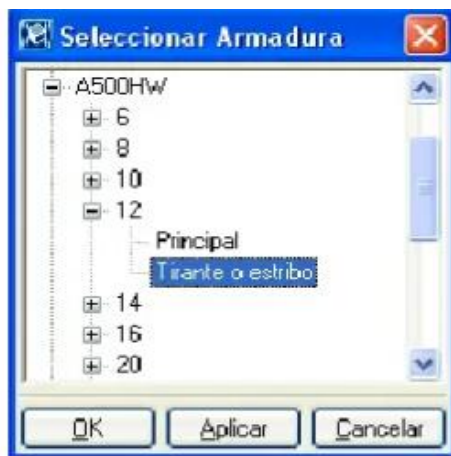 Seleccionar Armadura
A500HW
6
8
10
12
Principal
Tirante o estribo
14
16
20
OK Aplicar Cancelar